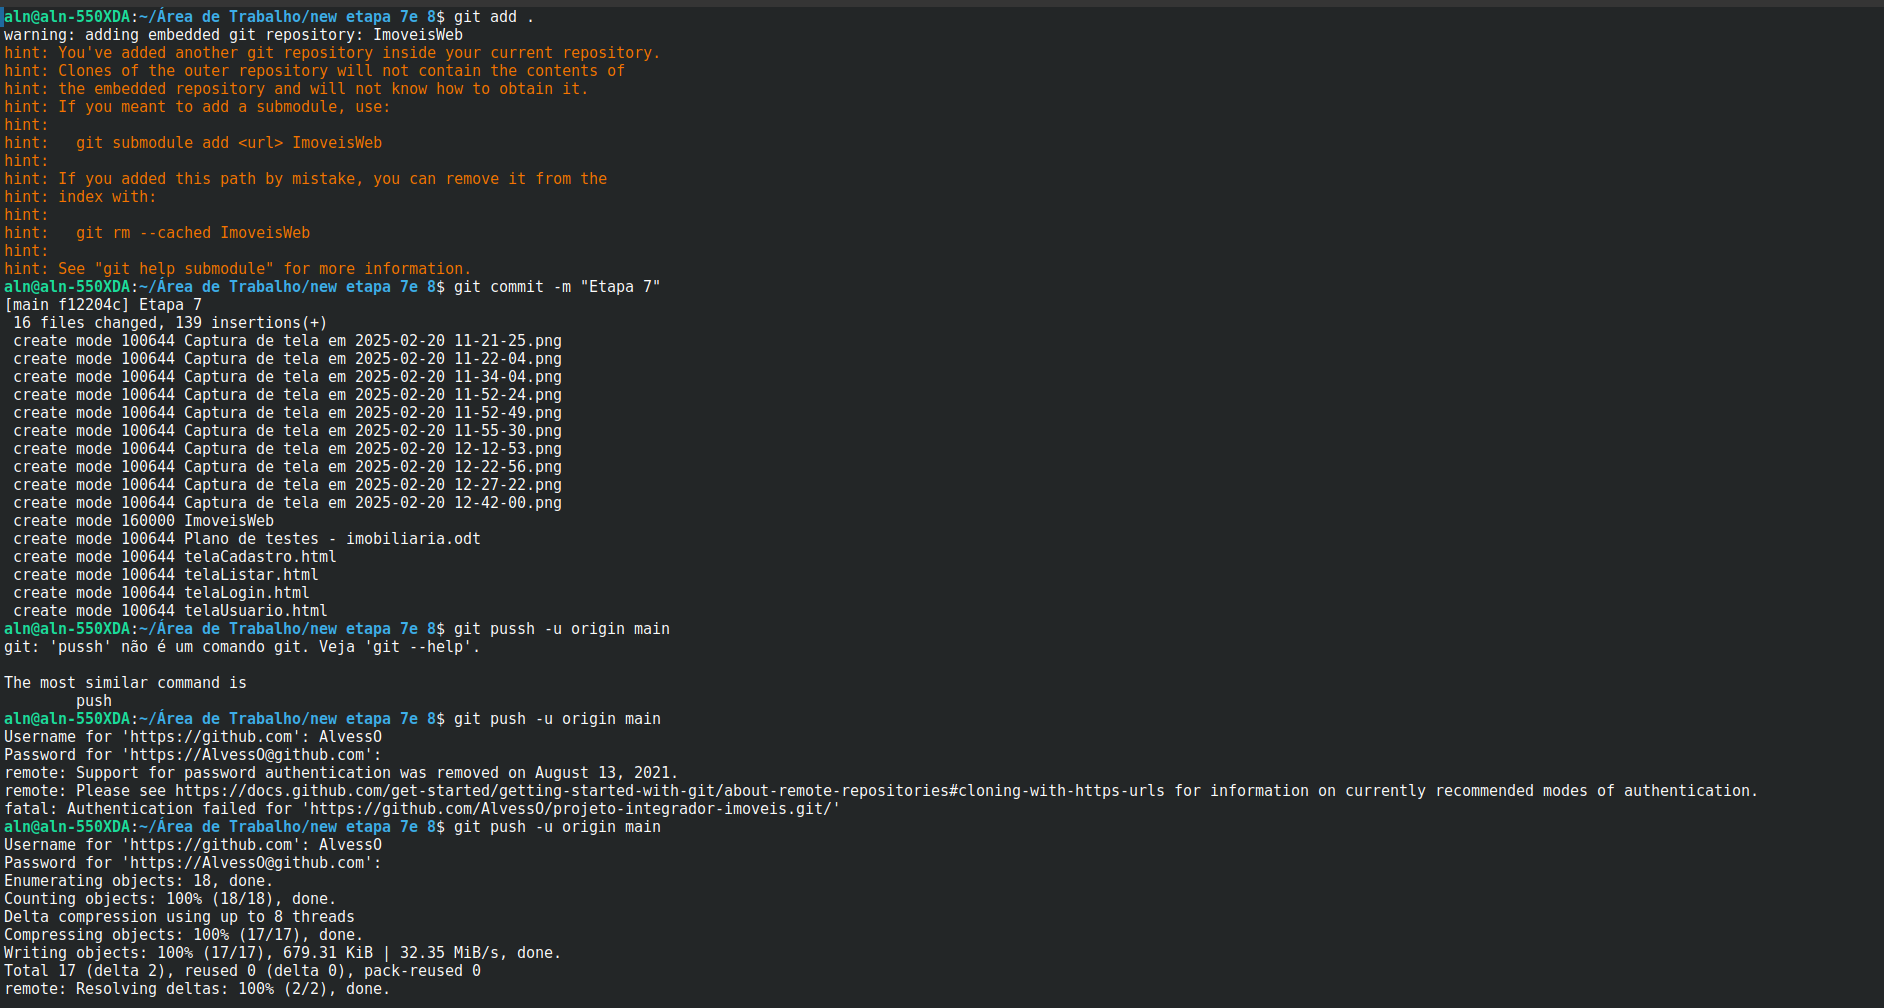 aln@aln-550XDA:~/Área de Trabalho/new etapa 7e 8$ git add .
warning: adding embedded git repository: ImoveisWeb
hint: You've added another git repository inside your current repository.
hint: Clones of the outer repository will not contain the contents of
hint: the embedded repository and will not know how to obtain it.
hint: If you meant to add a submodule, use:
hint:
hint:   git submodule add <url> ImoveisWeb
hint:
hint: If you added this path by mistake, you can remove it from the
hint: index with:
hint:
hint:   git rm --cached ImoveisWeb
hint:
hint: See "git help submodule" for more information.
aln@aln-550XDA:~/Área de Trabalho/new etapa 7e 8$ git commit -m "Etapa 7"
[main f12204c] Etapa 7
 16 files changed, 139 insertions(+)
 create mode 100644 Captura de tela em 2025-02-20 11-21-25.png
 create mode 100644 Captura de tela em 2025-02-20 11-22-04.png
 create mode 100644 Captura de tela em 2025-02-20 11-34-04.png
 create mode 100644 Captura de tela em 2025-02-20 11-52-24.png
 create mode 100644 Captura de tela em 2025-02-20 11-52-49.png
 create mode 100644 Captura de tela em 2025-02-20 11-55-30.png
 create mode 100644 Captura de tela em 2025-02-20 12-12-53.png
 create mode 100644 Captura de tela em 2025-02-20 12-22-56.png
 create mode 100644 Captura de tela em 2025-02-20 12-27-22.png
 create mode 100644 Captura de tela em 2025-02-20 12-42-00.png
 create mode 160000 ImoveisWeb
 create mode 100644 Plano de testes - imobiliaria.odt
 create mode 100644 telaCadastro.html
 create mode 100644 telaListar.html
 create mode 100644 telaLogin.html
 create mode 100644 telaUsuario.html
aln@aln-550XDA:~/Área de Trabalho/new etapa 7e 8$ git pussh -u origin main
git: 'pussh' não é um comando git. Veja 'git --help'.

The most similar command is
        push
aln@aln-550XDA:~/Área de Trabalho/new etapa 7e 8$ git push -u origin main
Username for 'https://github.com': AlvessO
Password for 'https://AlvessO@github.com':
remote: Support for password authentication was removed on August 13, 2021.
remote: Please see https://docs.github.com/get-started/getting-started-with-git/about-remote-repositories#cloning-with-https-urls for information on currently recommended modes of authentication.
fatal: Authentication failed for 'https://github.com/AlvessO/projeto-integrador-imoveis.git/'
aln@aln-550XDA:~/Área de Trabalho/new etapa 7e 8$ git push -u origin main
Username for 'https://github.com': AlvessO
Password for 'https://AlvessO@github.com':
Enumerating objects: 18, done.
Counting objects: 100% (18/18), done.
Delta compression using up to 8 threads
Compressing objects: 100% (17/17), done.
Writing objects: 100% (17/17), 679.31 KiB | 32.35 MiB/s, done.
Total 17 (delta 2), reused 0 (delta 0), pack-reused 0
remote: Resolving deltas: 100% (2/2), done.